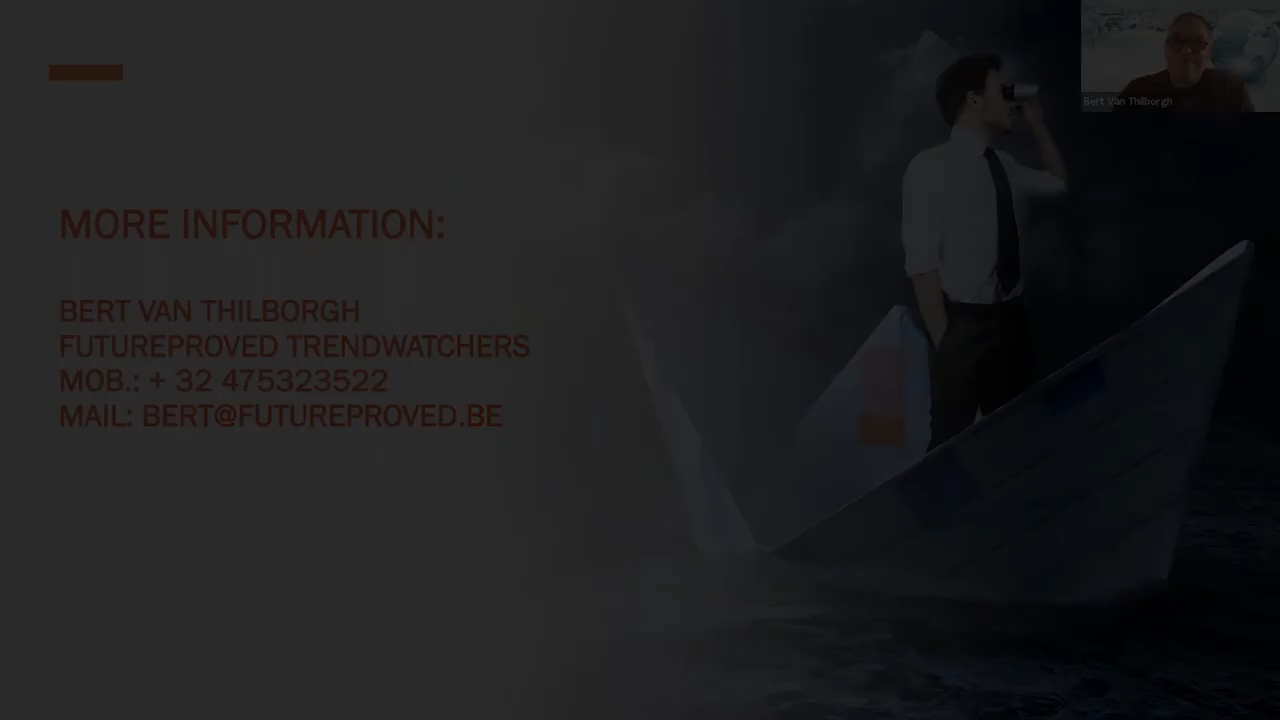 Bert Van Thilborgh
MORE INFORMATION:
BERT VAN THILBORGH
FUTUREPROVED TRENDWATCHERS
MOB.: + 32 475323522
MAIL: BERT@FUTUREPROVED.BE